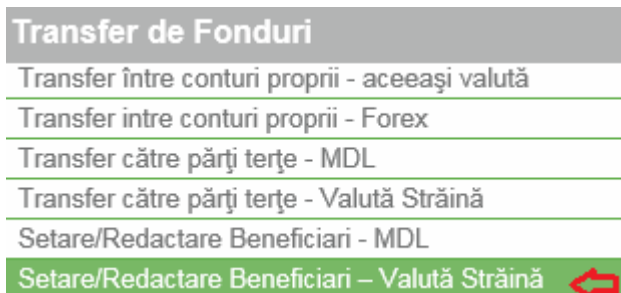 Transfer de Fonduri
Transfer între conturi proprii - aceeaşi valută
Transfer intre conturi proprii - Forex
Transfer către părţi terţe - MDL
Transfer către părţi terţe - Valută Străină
Setare/Redactare Beneficiari - MDL
Setare/Redactare Beneficiari – Valută Străină